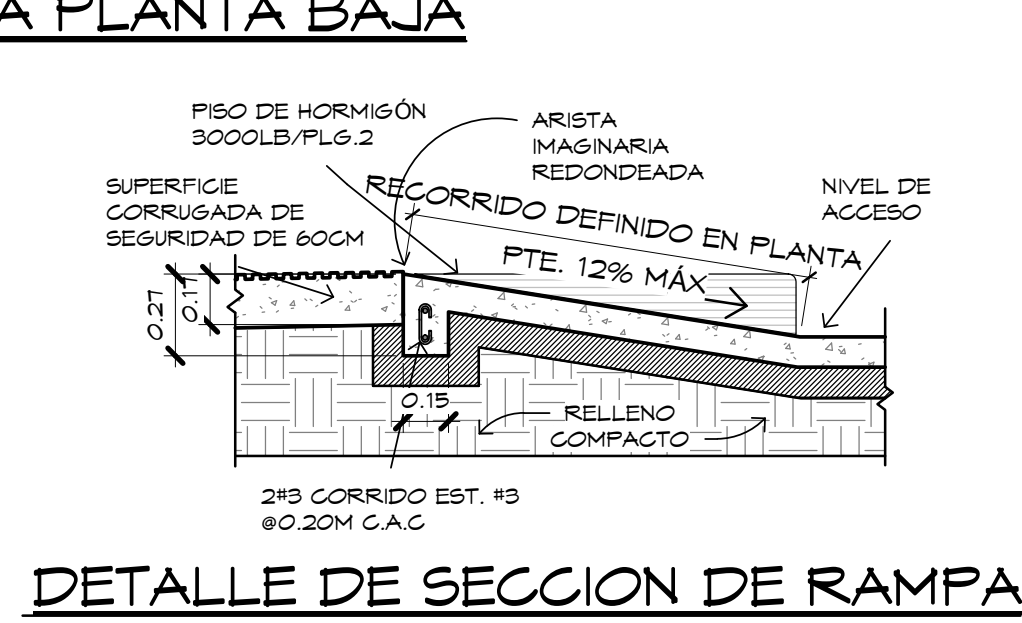 A PLANTA BAJA
PISO DE HORMIGÓN
3000LB/PLG.2
ARISTA
IMAGINARIA
REDONDEADA
SUPERFICIE
CORRUGADA DE
SEGURIDAD DE 60CM
NIVEL DE
ACCESO
RECORRIDO DEFINIDO EN PLANTA
PTE. 12% MÁX
0.27
0.15
RELLENO
COMPACTO
2#3 CORRIDO EST. #3
@0.20M C.A.C
DETALLE DE SECCION DE RAMPA